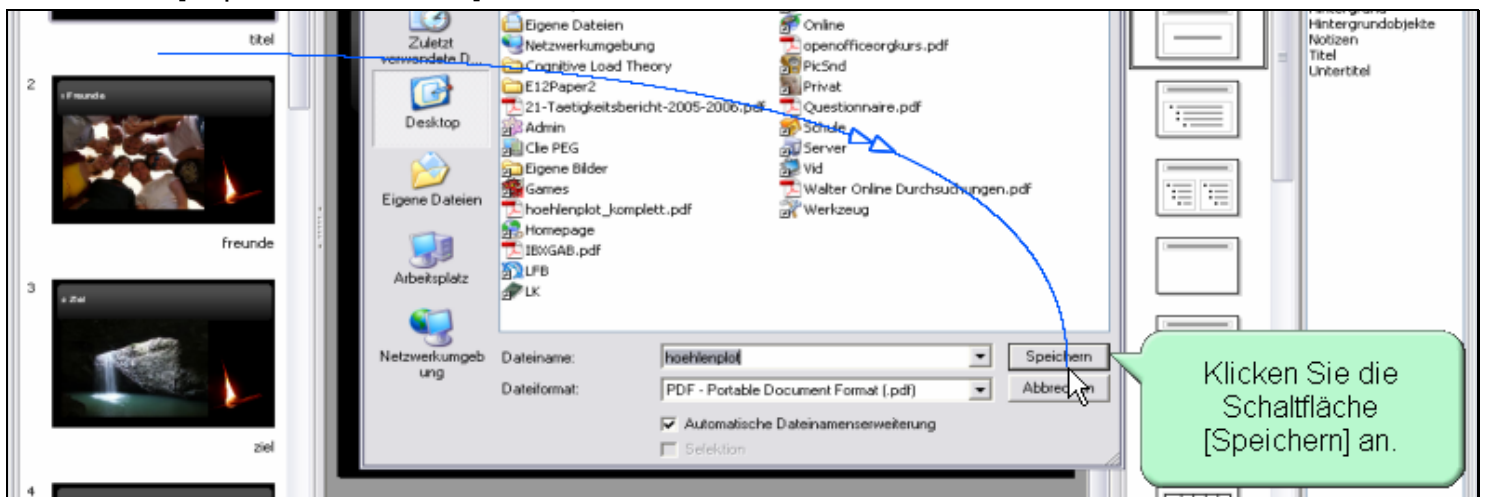 titel
2
Freunde
freunde
3
Ziel
ziel
4
Zuletzt
verwendete D...
Desktop
Eigene Dateien
Arbeitsplatz
Netzwerkumgeb
ung
Eigene Dateien
Netzwerkumgebung
Cognitive Load Theory
E12Paper2
21-Taetigkeitsbericht-2005-2006.pdf
Admin
Clie PEG
Eigene Bilder
Games
hoehlenplot_komplett.pdf
Homepage
IBXGAB.pdf
LFB
LK
Online
openofficeorgkurs.pdf
PicSnd
Privat
Questionnaire.pdf
Schule
Server
Vid
Walter Online Durchsuchungen.pdf
Werkzeug
Dateiname:
hoehlenplot
Speichern
Dateiformat:
PDF - Portable Document Format (.pdf)
Abbrechen
Automatische Dateinamenserweiterung
Selektion
Hintergrundobjekte
Notizen
Titel
Untertitel
Klicken Sie die
Schaltfläche
[Speichern] an.